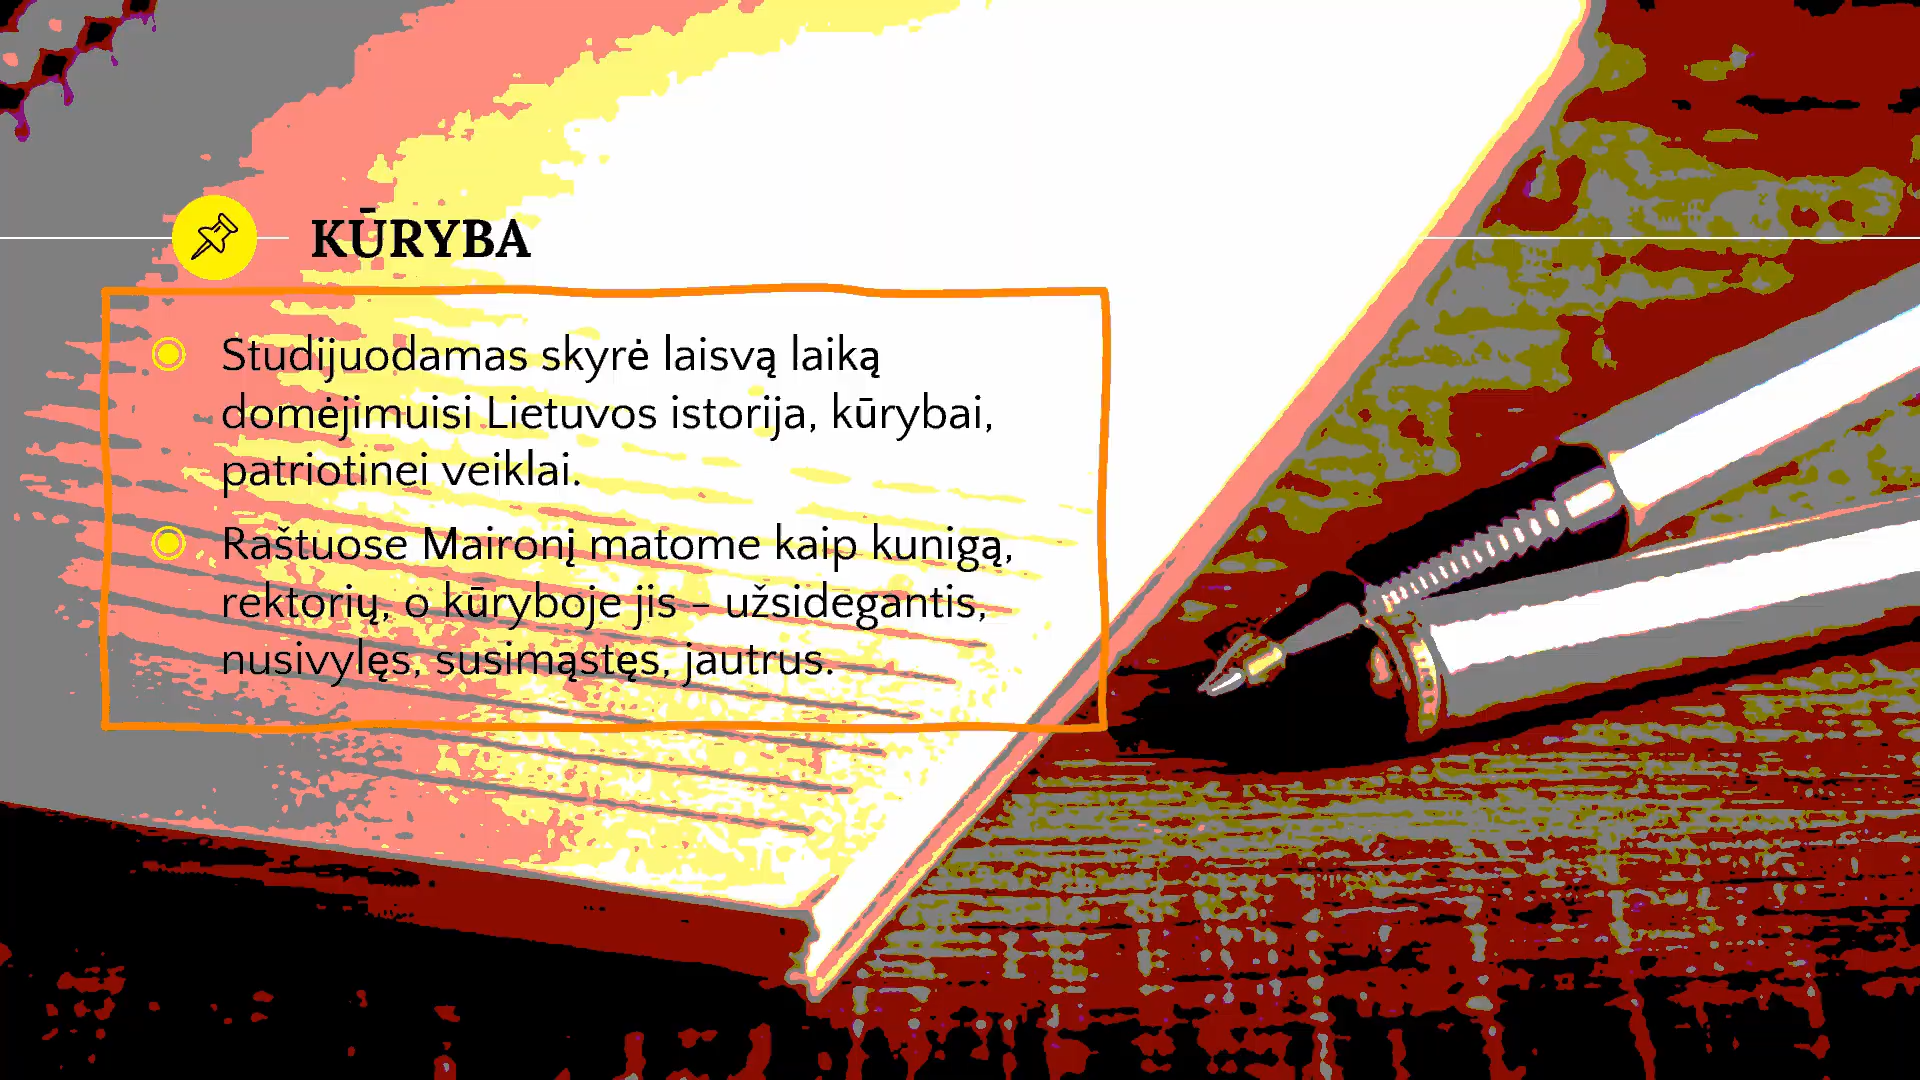 KŪRYBA
Studijuodamas skyrė laisvą laiką
domėjimuisi Lietuvos istorija, kūrybai,
patriotinei veiklai.
Raštuose Maironį matome kaip kunigą,
rektorių, o kūryboje jis – užsidegantis,
nusivylęs, susimąstęs, jautrus.